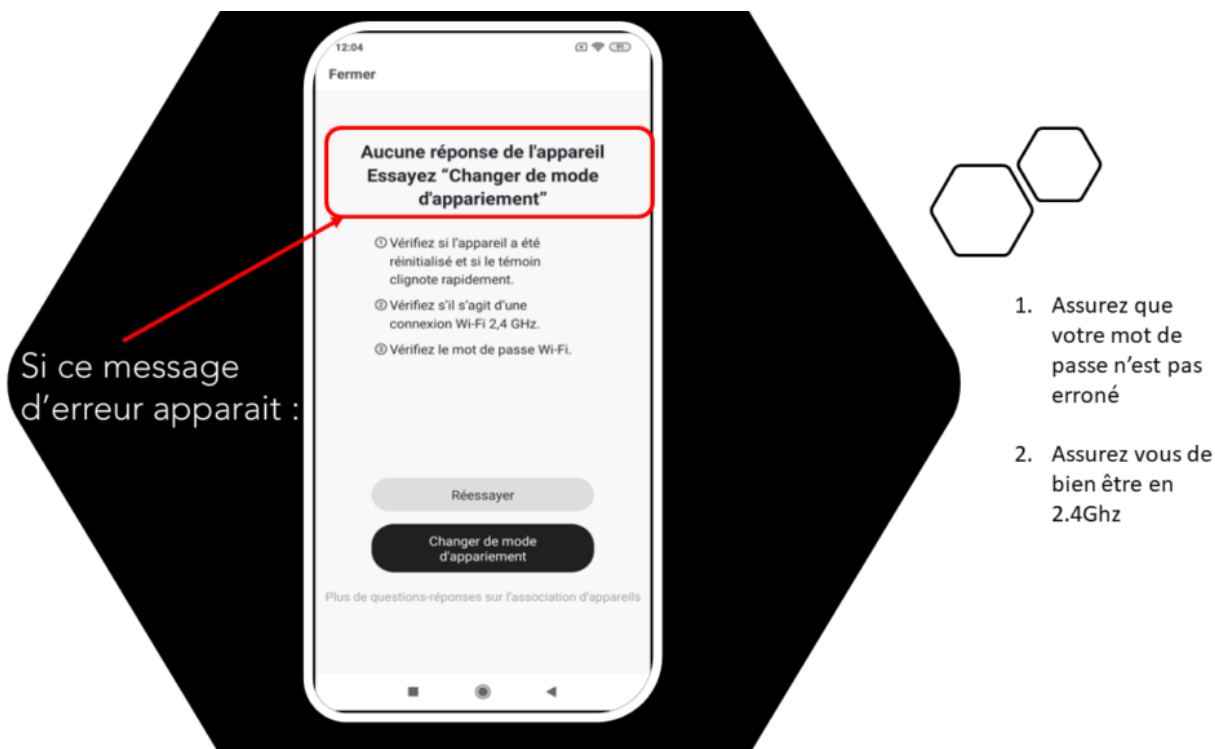 12:04
91
Fermer
Aucune réponse de l'appareil
Essayez “Changer de mode
d'appariement”
① Vérifiez si l'appareil a été
réinitialisé et si le témoin
clignote rapidement.
② Vérifiez s'il s'agit d'une
connexion Wi-Fi 2,4 GHz.
③ Vérifiez le mot de passe Wi-Fi.
Réessayer
Changer de mode
d'appariement
Plus de questions-réponses sur l'association d'appareils
Si ce message
d’erreur apparait :
1. Assurez que
votre mot de
passe n’est pas
erroné
2. Assurez vous de
bien être en
2.4Ghz